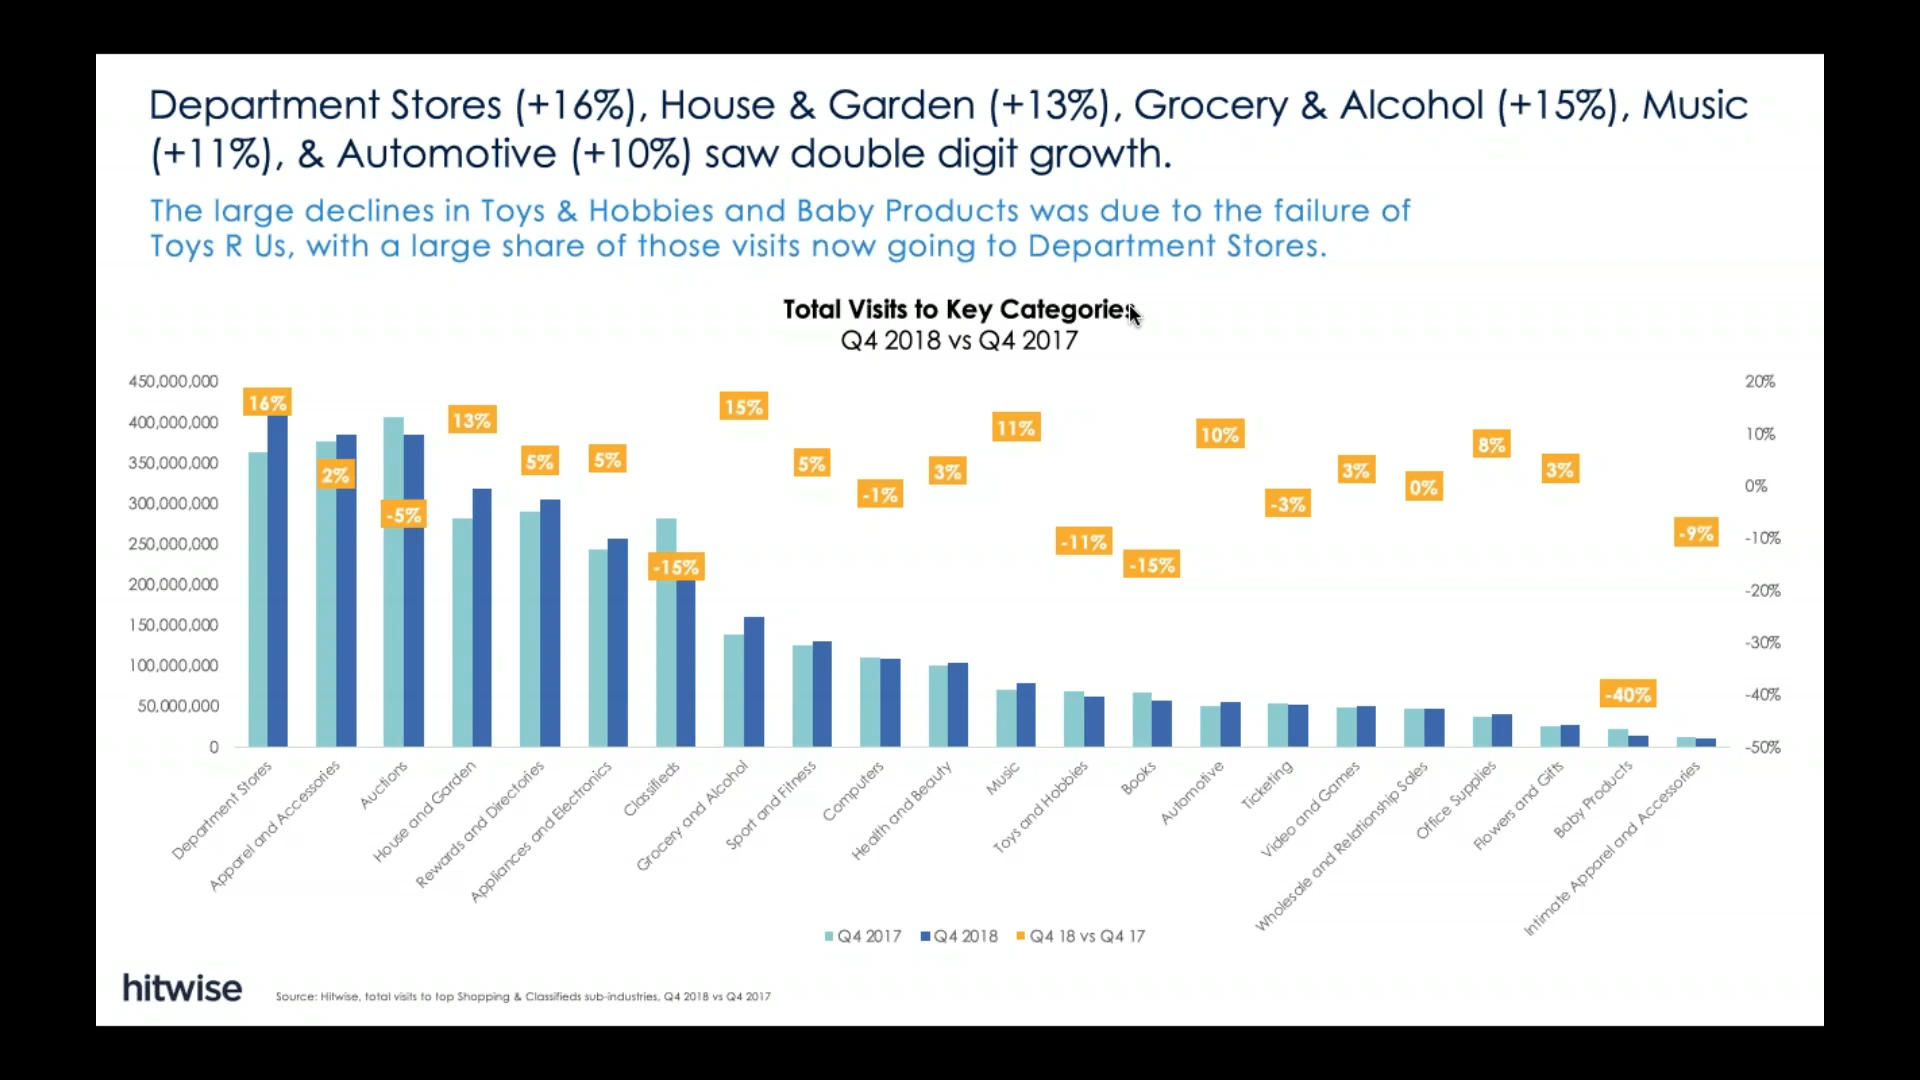 Department Stores (+16%), House & Garden (+13%), Grocery & Alcohol (+15%), Music
(+11%), & Automotive (+10%) saw double digit growth.
The large declines in Toys & Hobbies and Baby Products was due to the failure of
Toys R Us, with a large share of those visits now going to Department Stores.
Total Visits to Key Categories
Q4 2018 vs Q4 2017
450,000,000
400,000,000
350,000,000
300,000,000
250,000,000
200,000,000
150,000,000
100,000,000
50,000,000
0
16%
2%
-5%
13%
5%
5%
-15%
15%
5%
-1%
3%
11%
-11%
-15%
10%
-3%
3%
0%
8%
3%
-40%
-9%
20%
10%
0%
-10%
-20%
-30%
-40%
-50%
Department Stores
Apparel and Accessories
Auctions
House and Garden
Rewards and Directories
Appliances and Electronics
Classifieds
Grocery and Alcohol
Sport and Fitness
Computers
Health and Beauty
Music
Toys and Hobbies
Books
Automotive
Ticketing
Video and Games
Wholesale and Relationship Sales
Office Supplies
Flowers and Gifts
Baby Products
Intimate Apparel and Accessories
Q4 2017 Q4 2018 Q4 18 vs Q4 17
hitwise
Source: Hitwise, total visits to top Shopping & Classifieds sub-industries, Q4 2018 vs Q4 2017